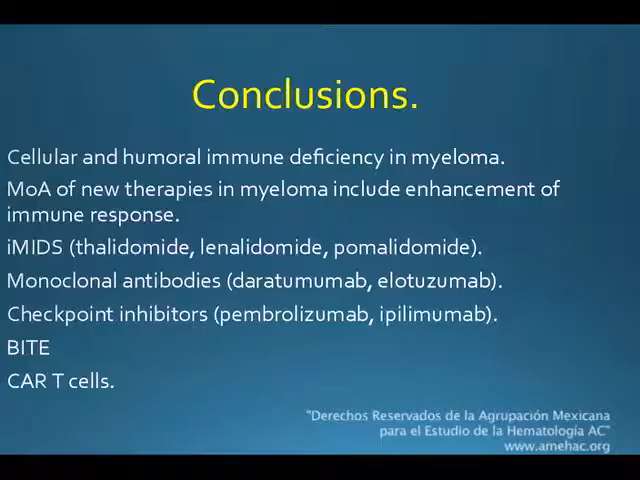 Conclusions.
Cellular and humoral immune deficiency in myeloma.
MoA of new therapies in myeloma include enhancement of
immune response.
iMIDS (thalidomide, lenalidomide, pomalidomide).
Monoclonal antibodies (daratumumab, elotuzumab).
Checkpoint inhibitors (pembrolizumab, ipilimumab).
BITE
CAR T cells.
"Derechos Reservados de la Agrupación Mexicana
para el Estudio de la Hematología AC"
www.amehac.org